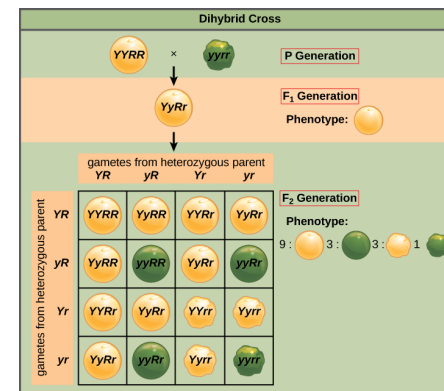 Dihybrid Cross
YYRR × yyrr P Generation
YyRr
F₁ Generation
Phenotype:
gametes from heterozygous parent
YR yR Yr yr
gametes from heterozygous parent
YR YYRR YyRR YYRr YyRr
yR YyRR yyRR YyRr yyRr
Yr YYRr YyRr YYrr Yyrr
yr YyRr yyRr Yyrr yyrr
F₂ Generation
Phenotype:
9 : 3 : 3 : 1